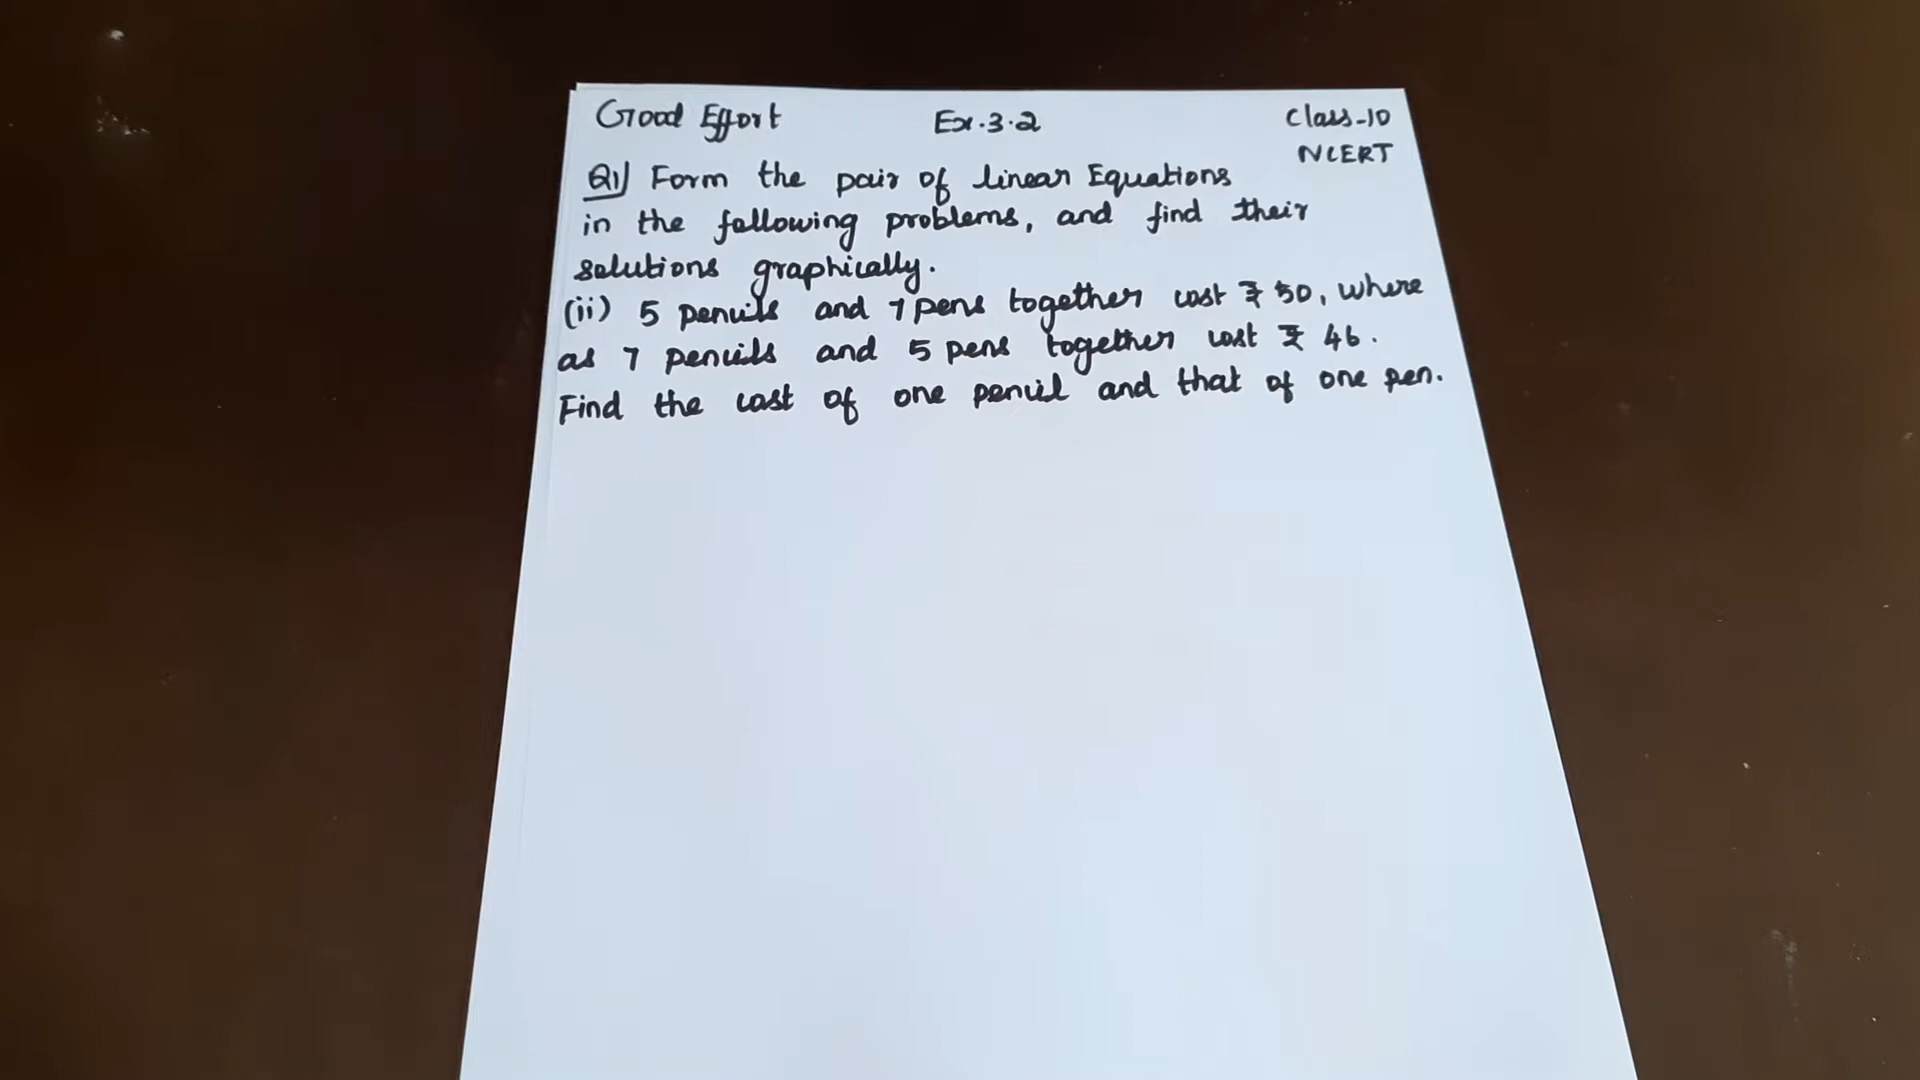 Good Effort Ex.3.2 Class-10
NCERT
Q1) Form the pair of linear Equations
in the following problems, and find their
solutions graphically.
(ii) 5 pencils and 7 pens together cost ₹ 50, where
as 7 pencils and 5 pens together cost ₹ 46.
Find the cost of one pencil and that of one pen.